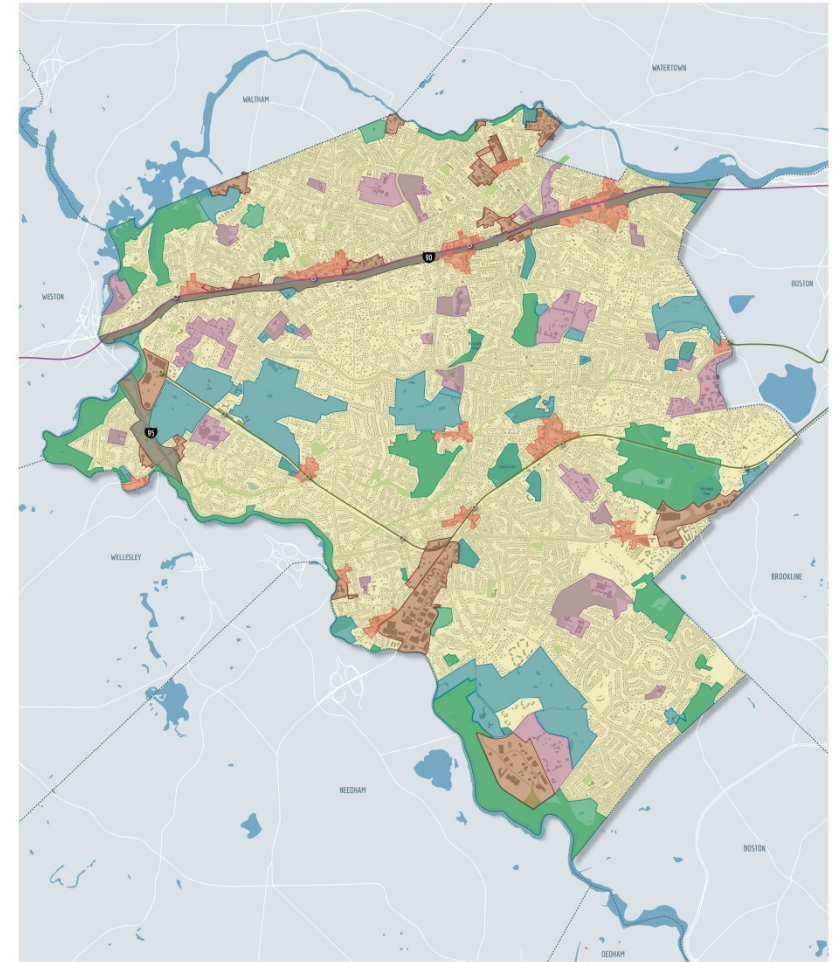 WATERTOWN
WALTHAM
90
WESTON
BOSTON
95
WELLESLEY
BROOKLINE
NEEDHAM
BOSTON
DEDHAM